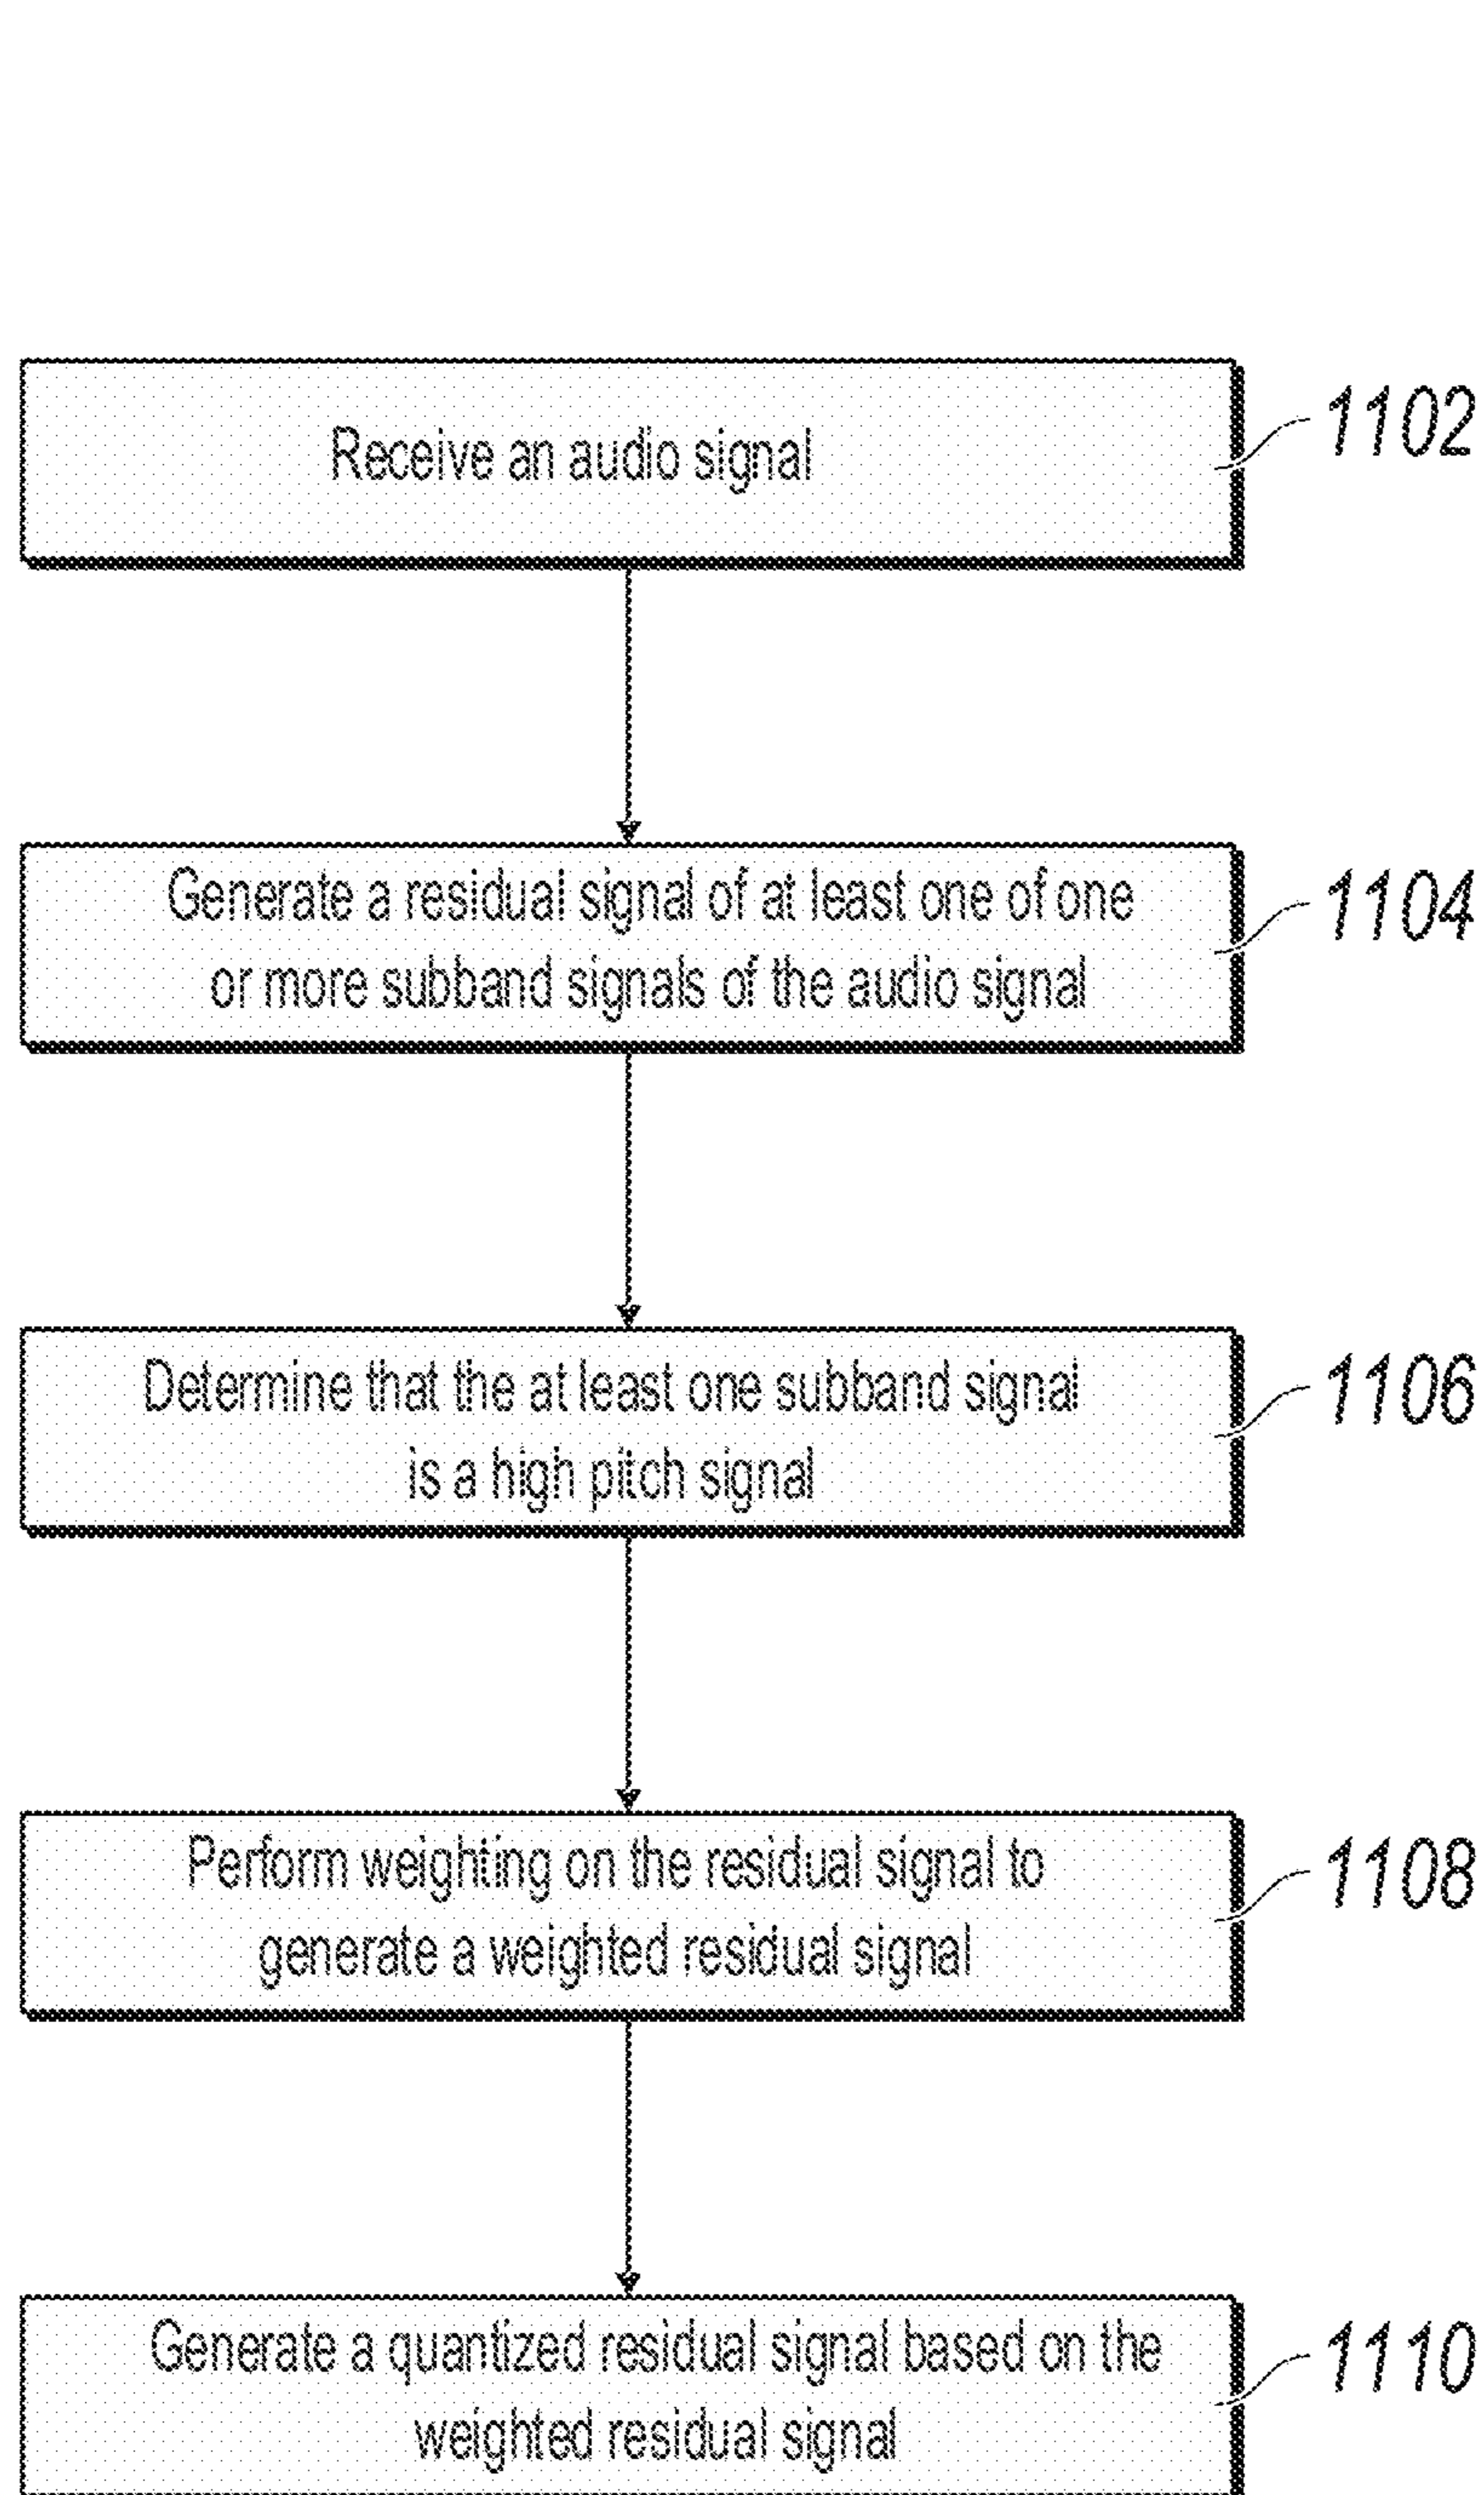 Receive an audio signal
1102
Generate a residual signal of at least one of one
or more subband signals of the audio signal
1104
Determine that the at least one subband signal
is a high pitch signal
1106
Perform weighting on the residual signal to
generate a weighted residual signal
1108
Generate a quantized residual signal based on the
weighted residual signal
1110